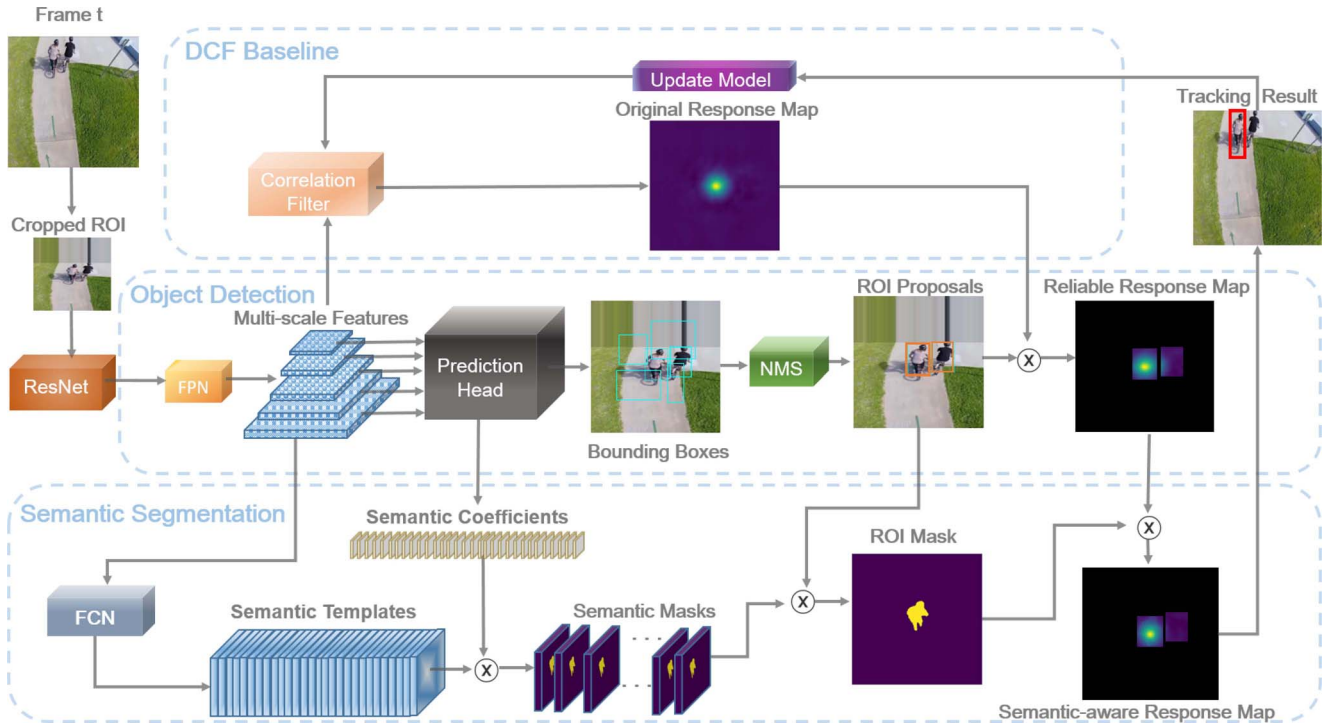 Frame t
DCF Baseline
Update Model
Original Response Map
Tracking Result
Correlation
Filter
Cropped ROI
Object Detection
Multi-scale Features
ROI Proposals
Reliable Response Map
ResNet
FPN
Prediction
Head
NMS
X
Bounding Boxes
Semantic Segmentation
Semantic Coefficients
ROI Mask
X
FCN
Semantic Templates
Semantic Masks
X
X
Semantic-aware Response Map